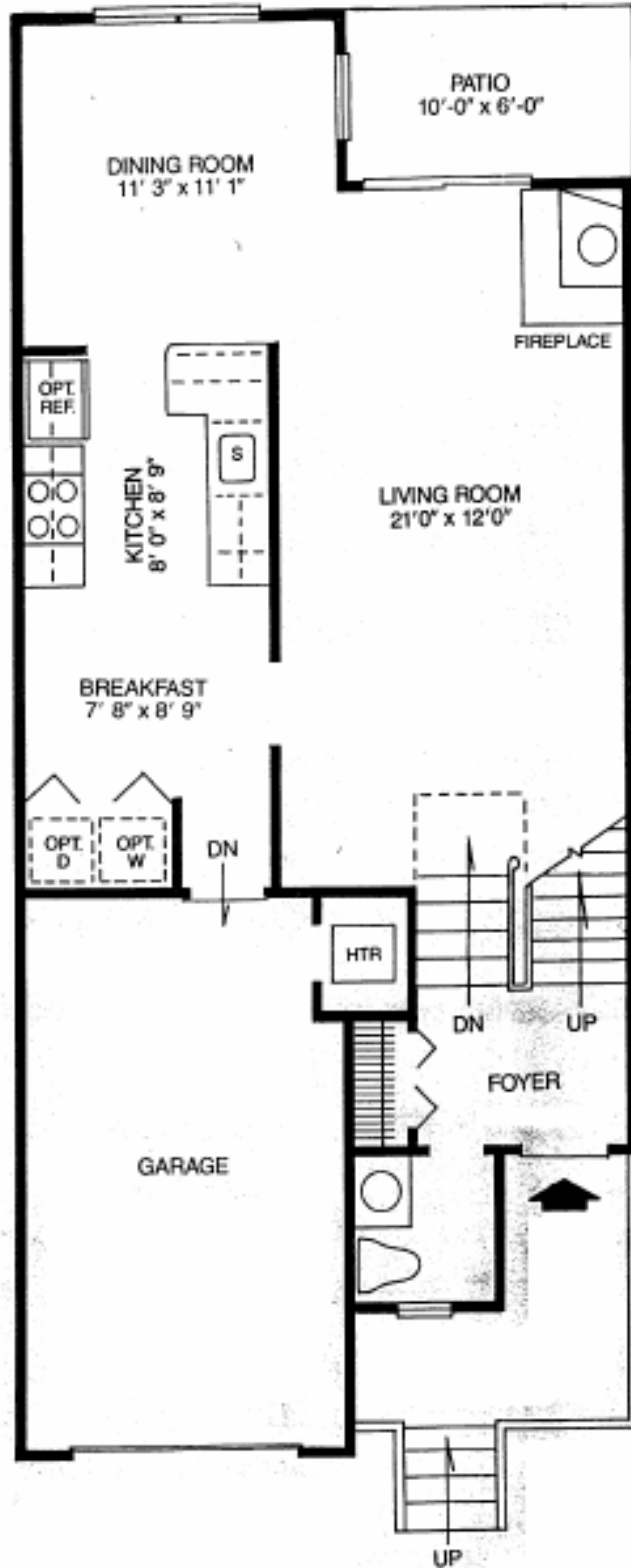 PATIO
10'-0" x 6'-0"
DINING ROOM
11' 3" x 11' 1"
FIREPLACE
OPT.
REF.
S
KITCHEN
8' 0" x 8' 9"
LIVING ROOM
21'0" x 12'0"
BREAKFAST
7' 8" x 8' 9"
OPT.
D
OPT.
W
DN
HTR
DN
UP
FOYER
GARAGE
UP